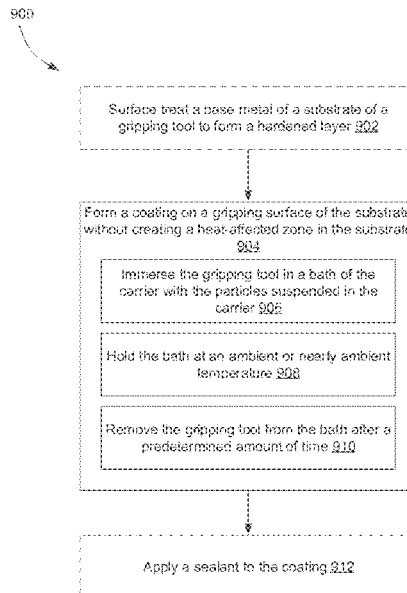 900
Surface treat a base metal of a substrate of a
gripping tool to form a hardened layer 902
Form a coating on a gripping surface of the substrate
without creating a heat-affected zone in the substrate
904
Immerse the gripping tool in a bath of the
carrier with the particles suspended in the
carrier 906
Hold the bath at an ambient or nearly ambient
temperature 908
Remove the gripping tool from the bath after a
predetermined amount of time 910
Apply a sealant to the coating 912